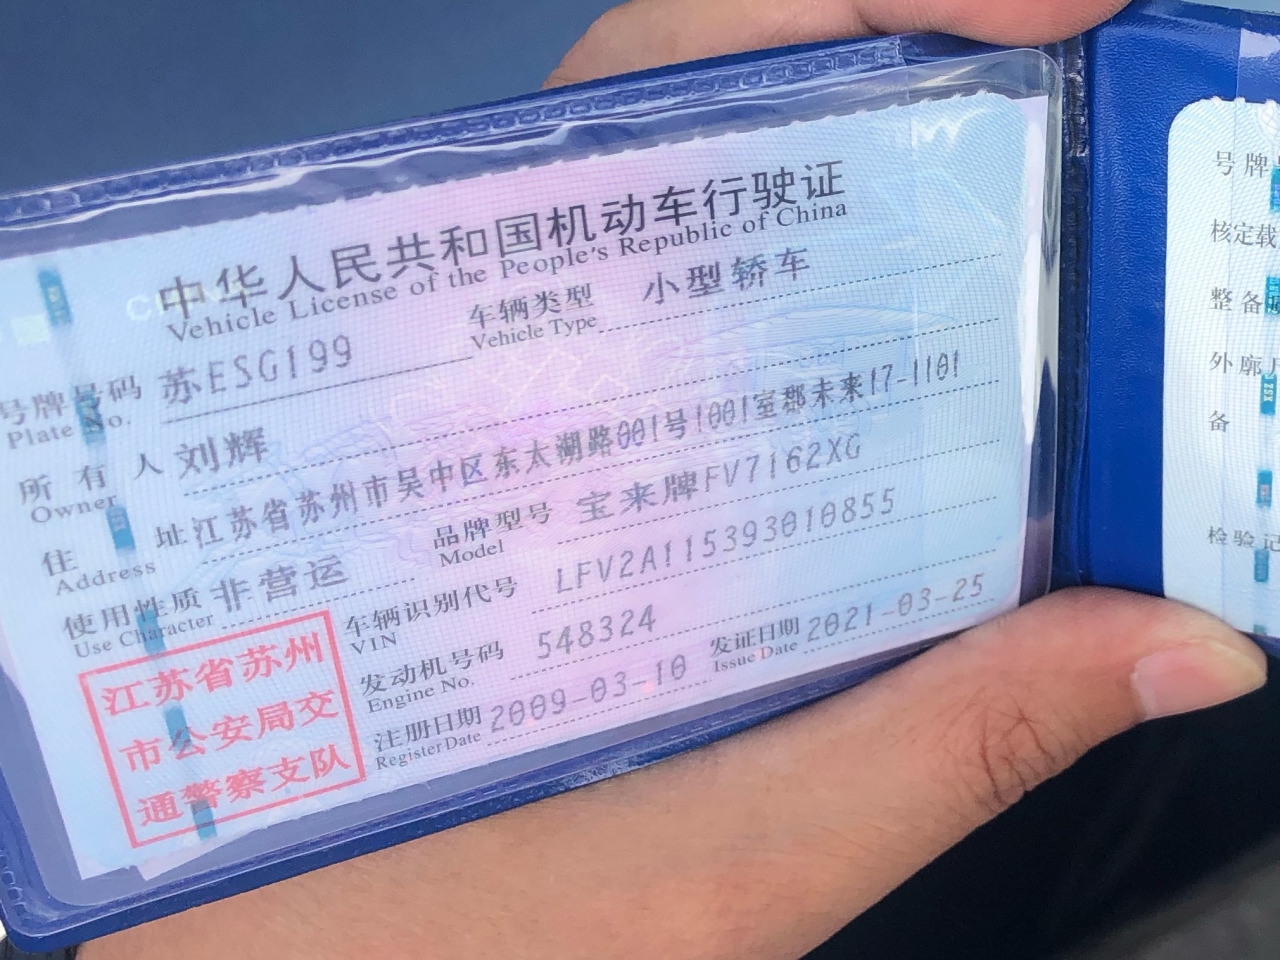 中华人民共和国机动车行驶证
Vehicle License of the People's Republic of China
号牌号码 苏ESG199 车辆类型 小型轿车
Plate No. Vehicle Type
所有人 刘辉
Owner
住址 江苏省苏州市吴中区东太湖路001号1001室郡未来17-1101
Address
使用性质 非营运 品牌型号 宝来牌FV7162XG
Use Character Model
车辆识别代号 LFV2A115393010855
VIN
发动机号码 548324
Engine No.
注册日期 2009-03-10 发证日期 2021-03-25
Register Date Issue Date
江苏省苏州
市公安局交
通警察支队
号牌
核定载
整备
外廓
备
检验记